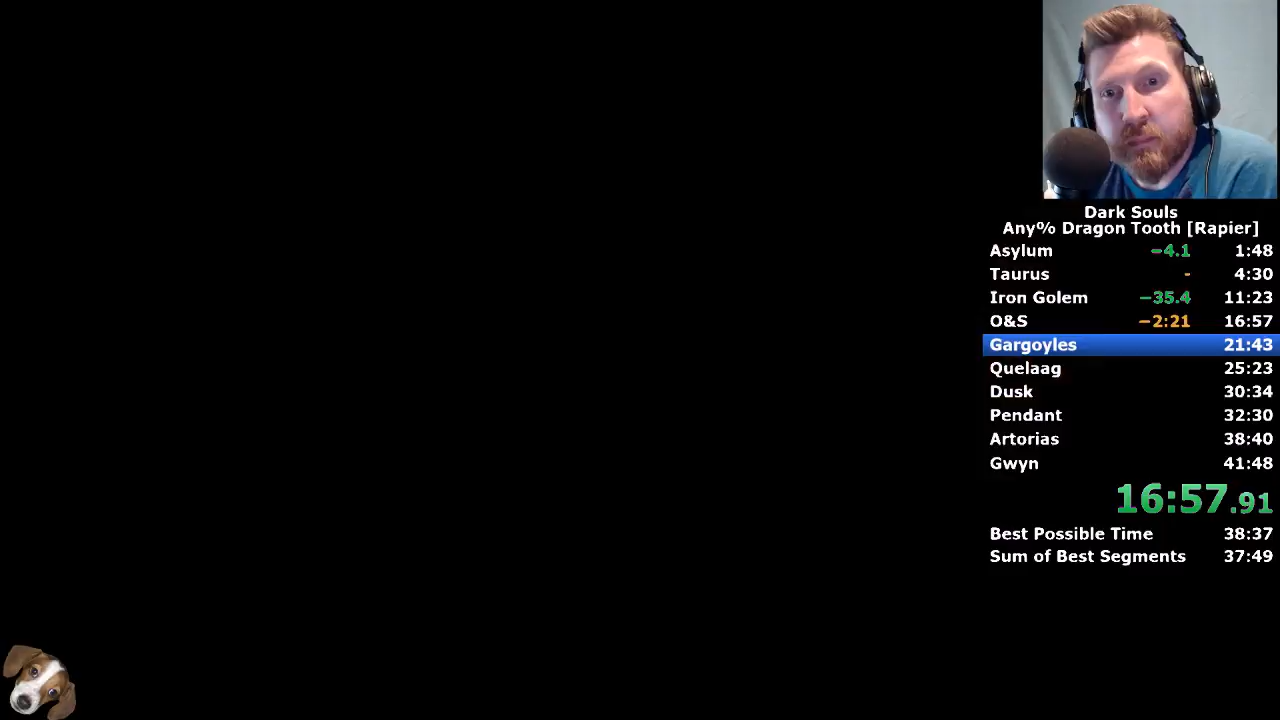 Dark Souls
Any% Dragon Tooth [Rapier]
Asylum −4.1 1:48
Taurus - 4:30
Iron Golem −35.4 11:23
O&S −2:21 16:57
Gargoyles 21:43
Quelaag 25:23
Dusk 30:34
Pendant 32:30
Artorias 38:40
Gwyn 41:48
16:57.91
Best Possible Time 38:37
Sum of Best Segments 37:49